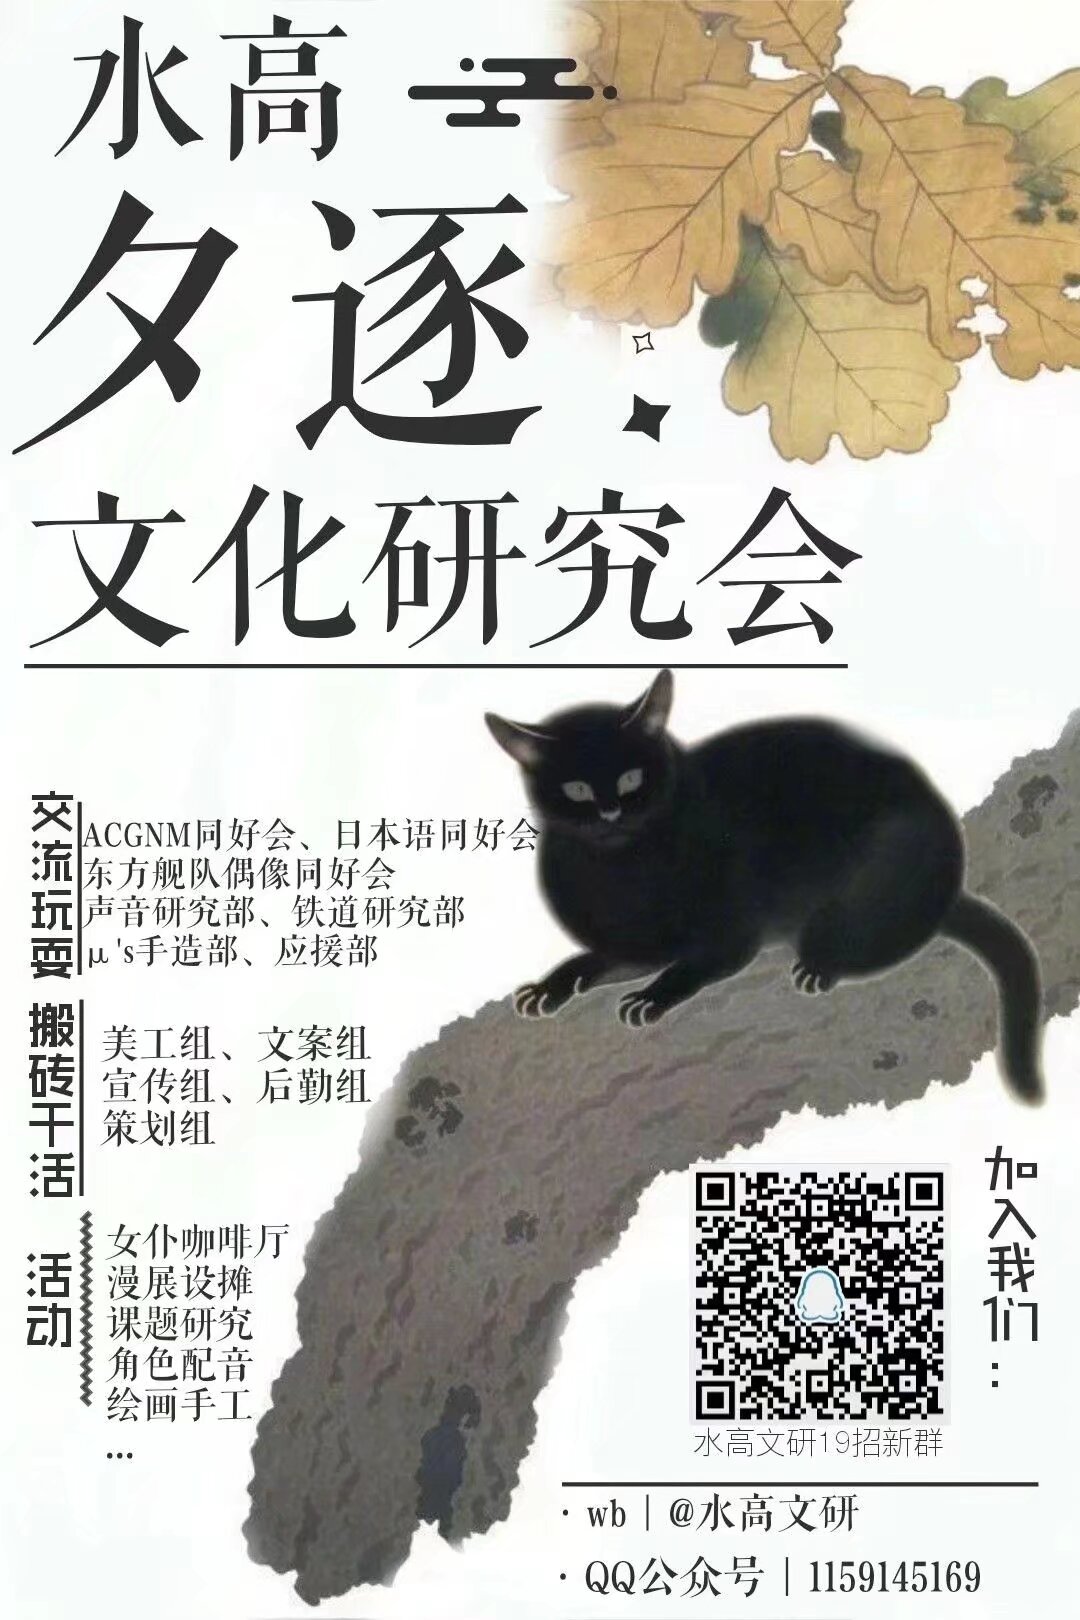 水高
夕逐
文化研究会
交流玩耍
ACGNM同好会、日本语同好会
东方舰队偶像同好会
声音研究部、铁道研究部
μ's手造部、应援部
搬砖干活
美工组、文案组
宣传组、后勤组
策划组
活动
女仆咖啡厅
漫展设摊
课题研究
角色配音
绘画手工
...
加入我们：
水高文研19招新群
· wb｜@水高文研
· QQ公众号｜1159145169